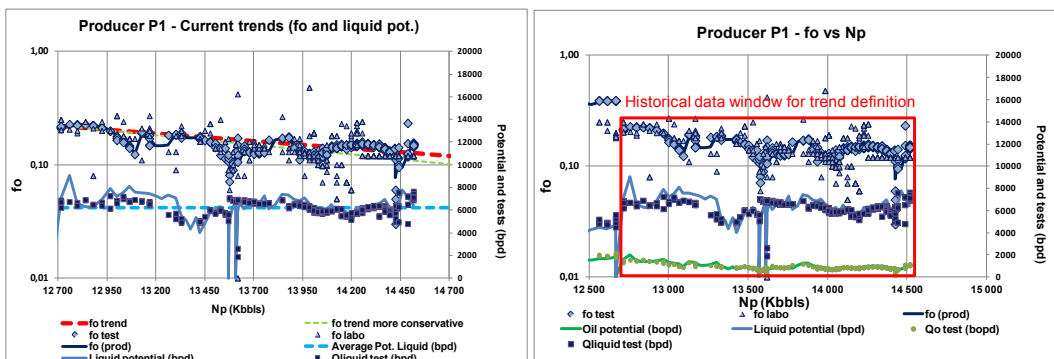 Producer P1 - Current trends (fo and liquid pot.)
1,00
0,10
0,01
fo
20000
18000
16000
14000
12000
10000
8000
6000
4000
2000
0
Potential and tests (bpd)
12 700 12 950 13 200 13 450 13 700 13 950 14 200 14 450 14 700
Np (Kbbls)
fo trend fo trend more conservative
fo test fo labo
fo (prod) Average Pot. Liquid (bpd)
Liquid potential (bpd) Qliquid test (bpd)
Producer P1 - fo vs Np
Historical data window for trend definition
1,00
0,10
0,01
fo
20000
18000
16000
14000
12000
10000
8000
6000
4000
2000
0
Potential and tests (bpd)
12 500 13 000 13 500 14 000 14 500 15 000
Np (Kbbls)
fo test fo labo fo (prod)
Oil potential (bopd) Liquid potential (bpd) Qo test (bopd)
Qliquid test (bpd)